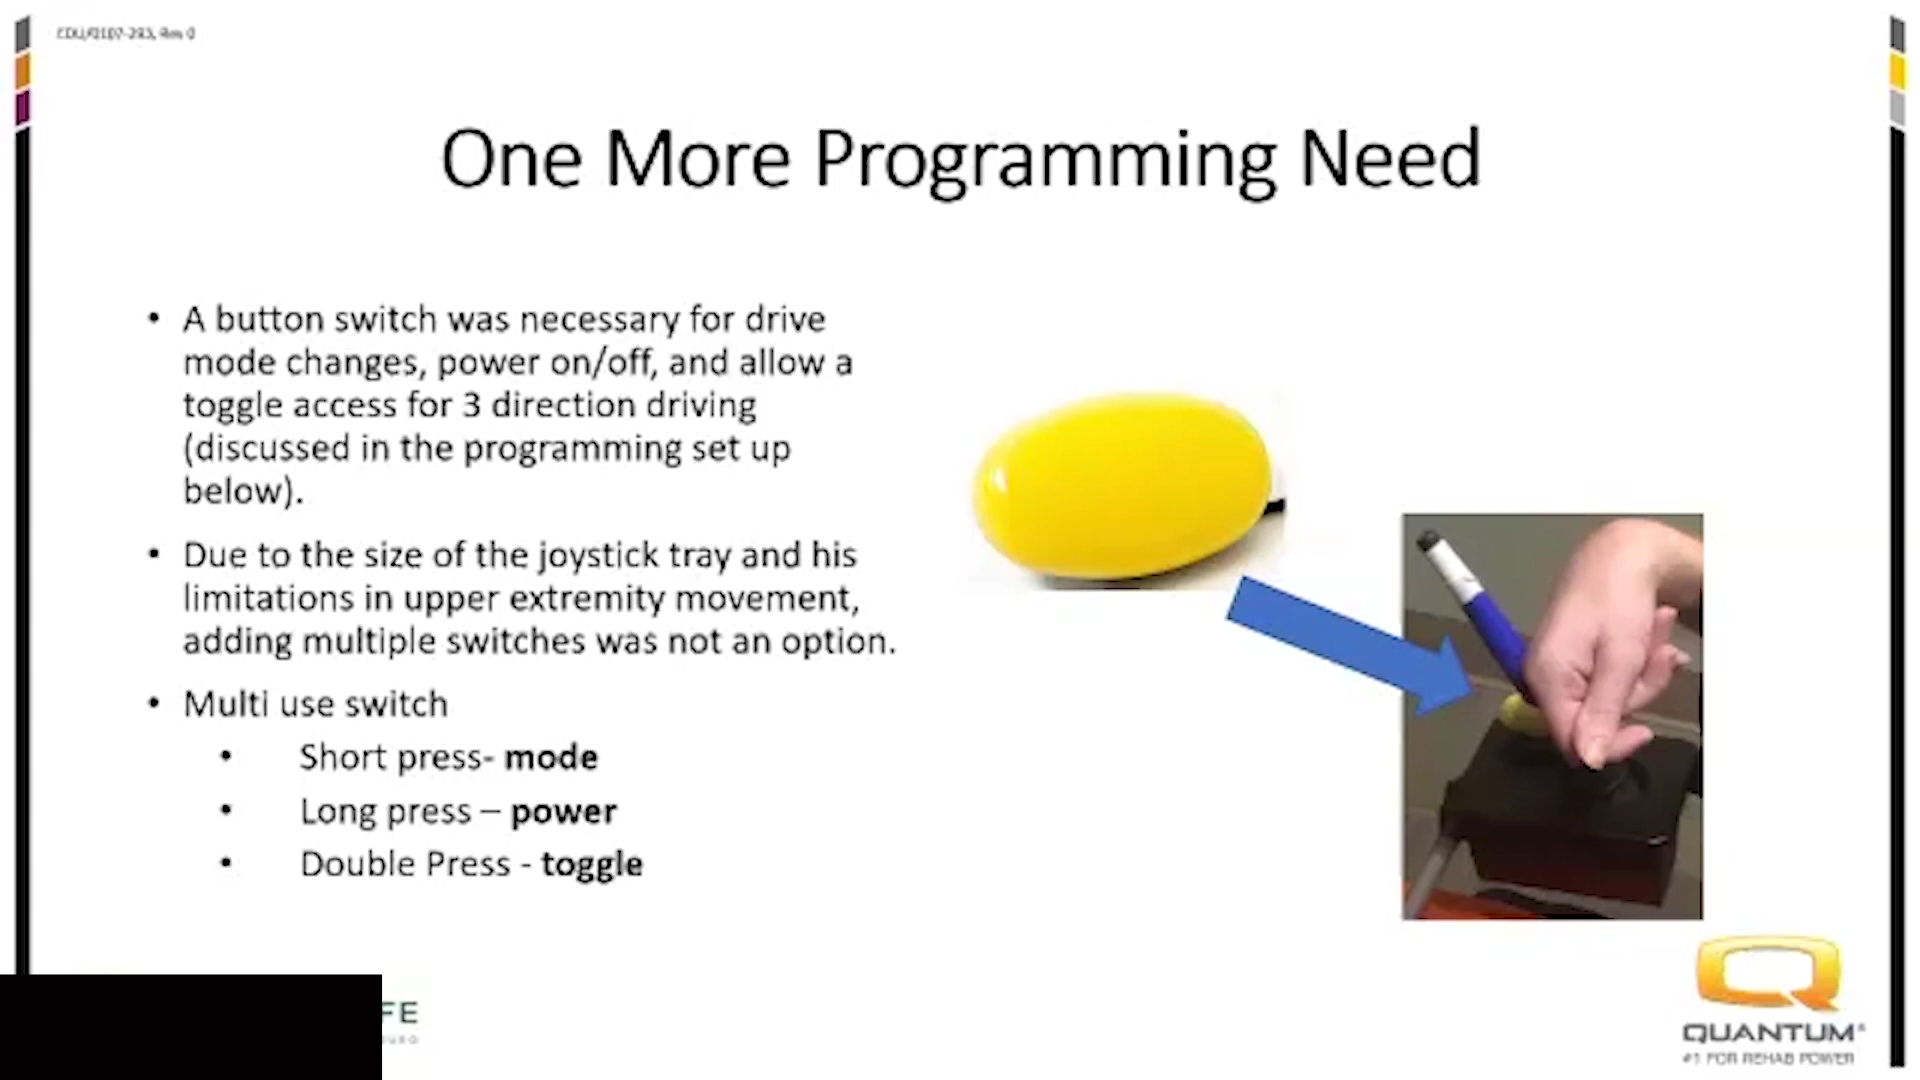 One More Programming Need
• A button switch was necessary for drive
mode changes, power on/off, and allow a
toggle access for 3 direction driving
(discussed in the programming set up
below).
• Due to the size of the joystick tray and his
limitations in upper extremity movement,
adding multiple switches was not an option.
• Multi use switch
• Short press- mode
• Long press – power
• Double Press - toggle
FE
QUANTUM®
#1 FOR REHAB POWER